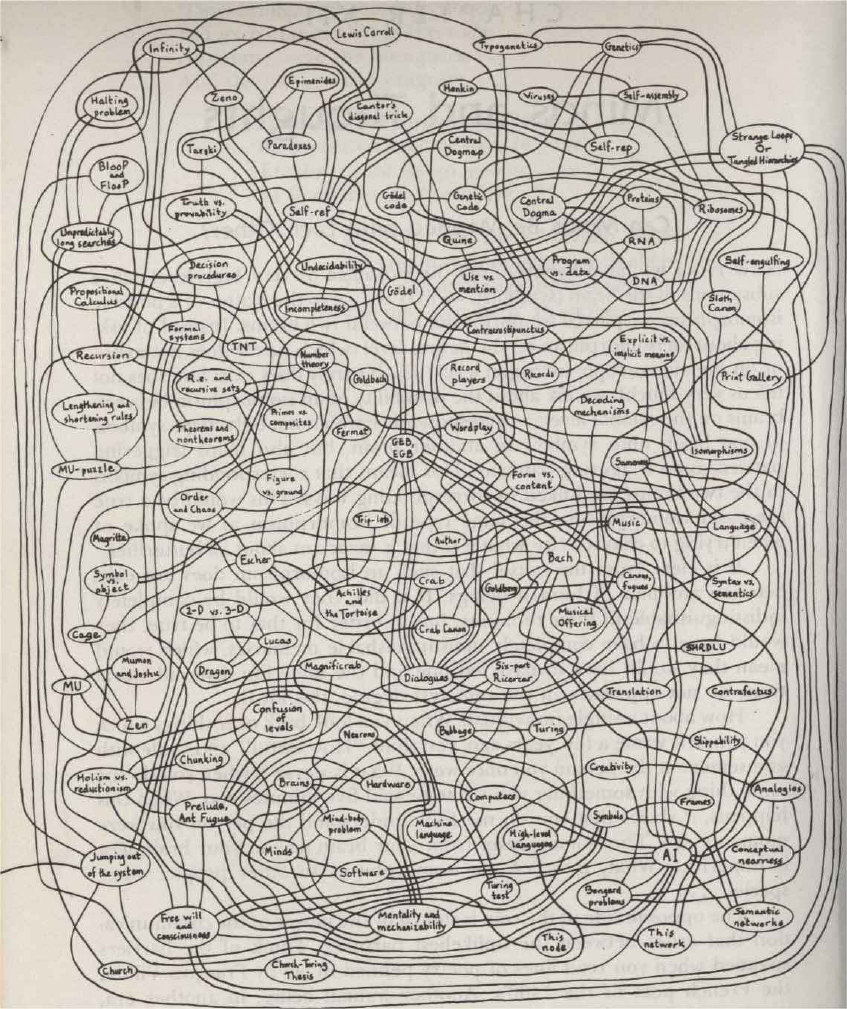 CHAPTER
Lewis Carroll
Infinity
Typogenetics
Genetics
Epimenides
Henkin
Viruses
Self-assembly
Halting
problem
Zeno
Cantor's
diagonal trick
Strange Loops
Or
Tangled Hierarchies
Tarski
Paradoxes
Central
Dogmap
Self-rep
BlooP
and
FlooP
Truth vs.
provability
Self-ref
Gödel
code
Genetic
Code
Central
Dogma
Proteins
Ribosomes
Unpredictably
long searches
Quine
RNA
Decision
procedures
Undecidability
Gödel
Use vs.
mention
Program
vs. data
DNA
Self-engulfing
Propositional
Calculus
Incompleteness
Sloth
Canon
Formal
systems
TNT
Contracrostipunctus
Explicit vs.
implicit meaning
Recursion
Number
theory
R.e. and
recursive sets
Goldbach
Record
players
Records
Print Gallery
Lengthening and
shortening rules
Primes vs.
composites
Decoding
mechanisms
Theorems and
nontheorems
Fermat
GEB,
EGB
Wordplay
Isomorphisms
MU-puzzle
Figure
vs. ground
Form vs.
content
Order
and Chaos
Trip-lets
Music
Language
Magritte
Author
Escher
Bach
Symbol
vs.
object
Crab
Goldberg
Canons,
fugues
Syntax vs.
semantics
2-D vs. 3-D
Achilles
and
the Tortoise
Musical
Offering
Cage
Lucas
Crab Canon
SHRDLU
Mumon
and Joshu
Dragon
Magnificrab
Dialogues
Six-part
Ricercar
MU
Translation
Contrafactus
Zen
Confusion
of
levels
Neurons
Babbage
Turing
Slippability
Chunking
Holism vs.
reductionism
Brains
Hardware
Creativity
Computers
Frames
Analogies
Prelude,
Ant Fugue
Mind-body
problem
Machine
language
High-level
languages
Symbols
Jumping out
of the system
Minds
Software
AI
Conceptual
nearness
Turing
test
Bongard
problems
Free will
and
consciousness
Mentality and
mechanizability
Semantic
networks
This
node
This
network
Church
Church-Turing
Thesis